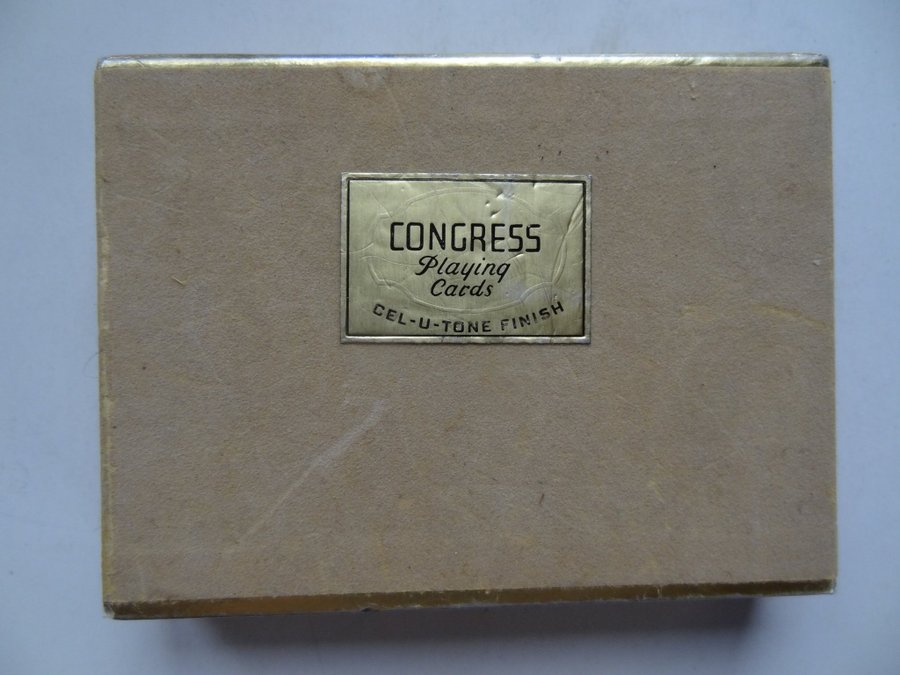 CONGRESS
Playing
Cards
CEL-U-TONE FINISH